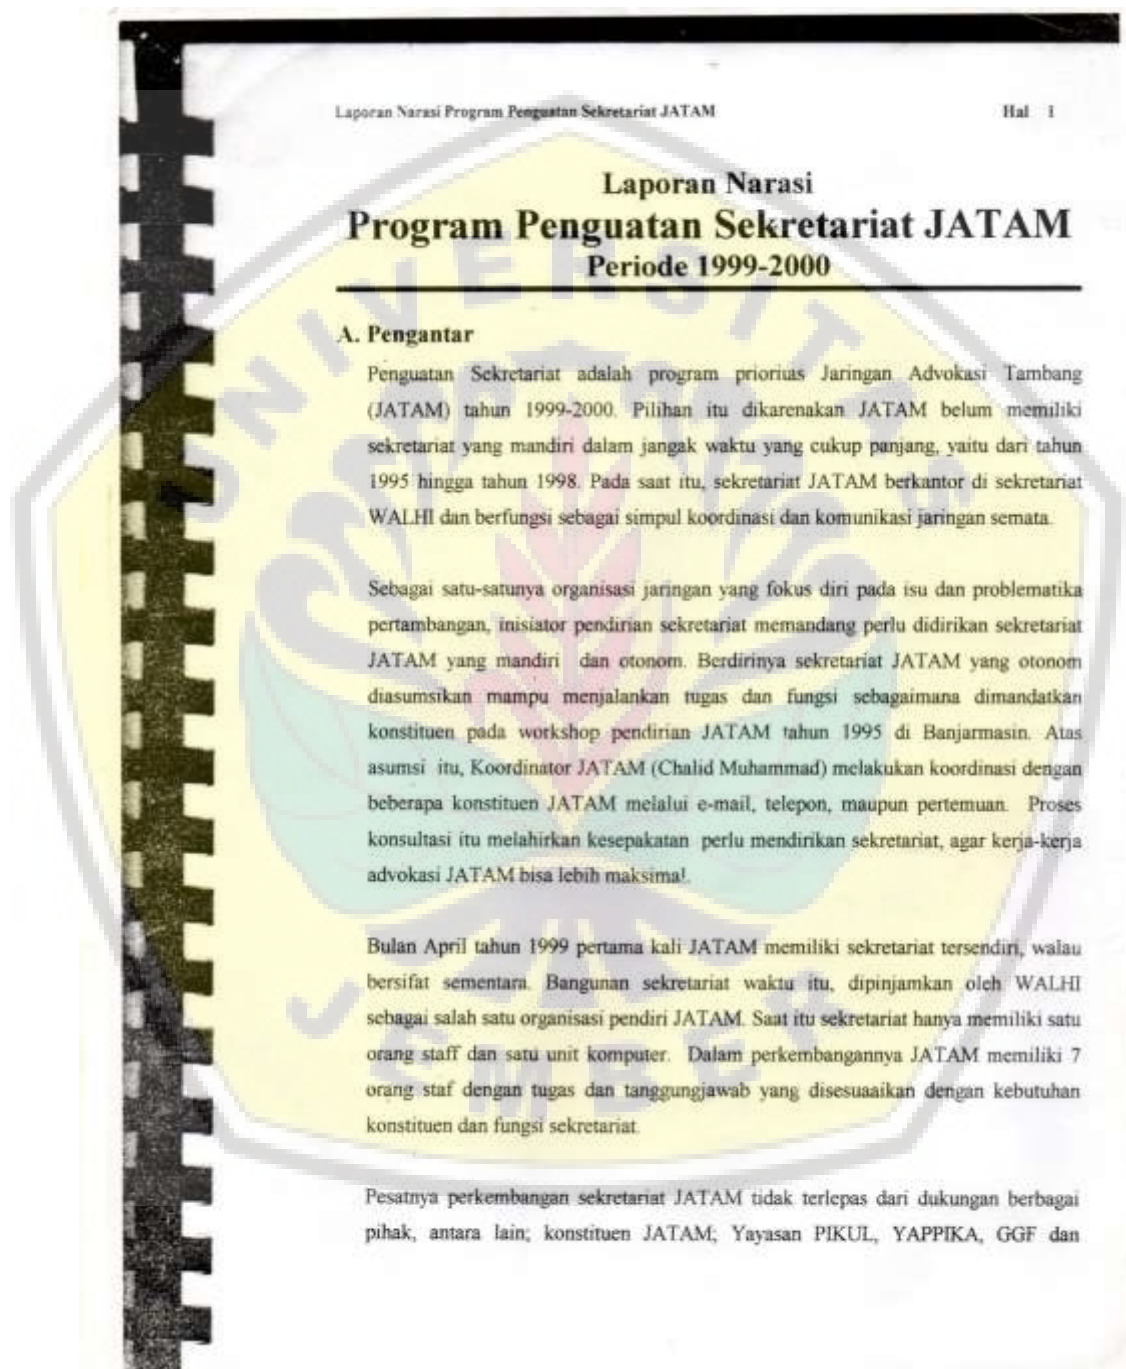 Laporan Narasi Program Penguatan Sekretariat JATAM Hal 1
Laporan Narasi
Program Penguatan Sekretariat JATAM
Periode 1999-2000
A. Pengantar
Penguatan Sekretariat adalah program prioriuas Jaringan Advokasi Tambang
(JATAM) tahun 1999-2000. Pilihan itu dikarenakan JATAM belum memiliki
sekretariat yang mandiri dalam jangak waktu yang cukup panjang, yaitu dari tahun
1995 hingga tahun 1998. Pada saat itu, sekretariat JATAM berkantor di sekretariat
WALHI dan berfungsi sebagai simpul koordinasi dan komunikasi jaringan semata.
Sebagai satu-satunya organisasi jaringan yang fokus diri pada isu dan problematika
pertambangan, inisiator pendirian sekretariat memandang perlu didirikan sekretariat
JATAM yang mandiri dan otonom. Berdirinya sekretariat JATAM yang otonom
diasumsikan mampu menjalankan tugas dan fungsi sebagaimana dimandatkan
konstituen pada workshop pendirian JATAM tahun 1995 di Banjarmasin. Atas
asumsi itu, Koordinator JATAM (Chalid Muhammad) melakukan koordinasi dengan
beberapa konstituen JATAM melalui e-mail, telepon, maupun pertemuan. Proses
konsultasi itu melahirkan kesepakatan perlu mendirikan sekretariat, agar kerja-kerja
advokasi JATAM bisa lebih maksimal.
Bulan April tahun 1999 pertama kali JATAM memiliki sekretariat tersendiri, walau
bersifat sementara. Bangunan sekretariat waktu itu, dipinjamkan oleh WALHI
sebagai salah satu organisasi pendiri JATAM. Saat itu sekretariat hanya memiliki satu
orang staff dan satu unit komputer. Dalam perkembangannya JATAM memiliki 7
orang staf dengan tugas dan tanggungjawab yang disesuaaikan dengan kebutuhan
konstituen dan fungsi sekretariat.
Pesatnya perkembangan sekretariat JATAM tidak terlepas dari dukungan berbagai
pihak, antara lain; konstituen JATAM; Yayasan PIKUL, YAPPIKA, GGF dan
UNIVERSITAS
JEMBER